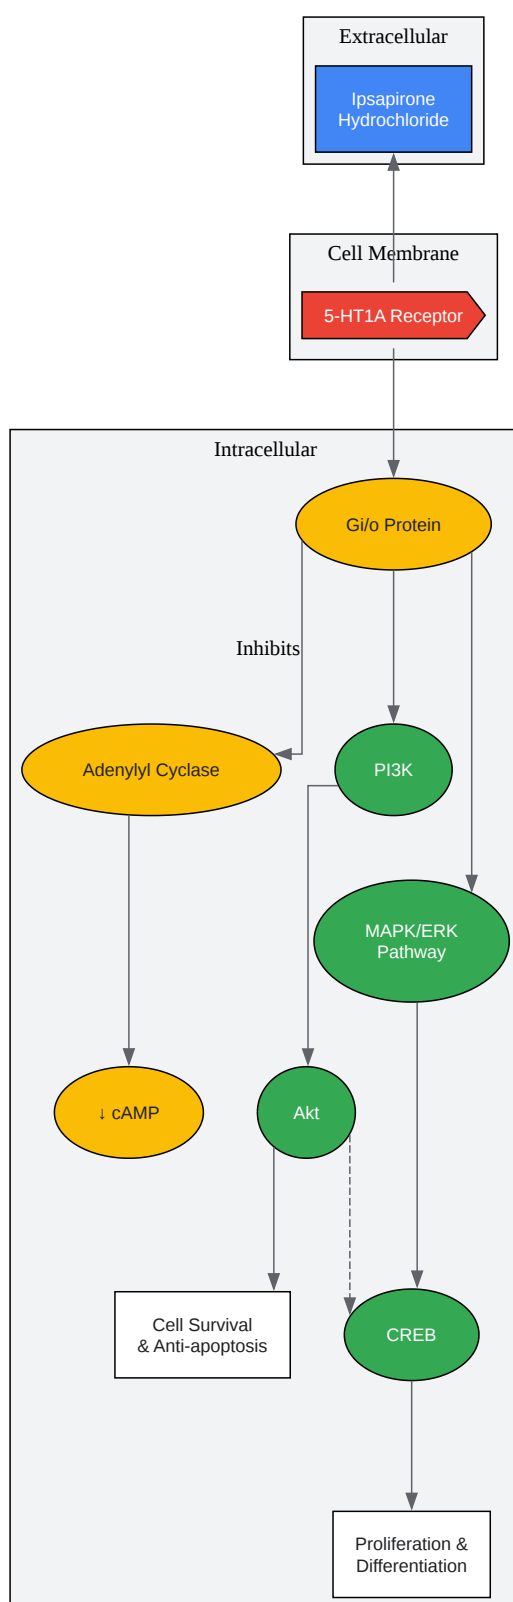 Extracellular
Ipsapirone
Hydrochloride
Cell Membrane
5-HT1A Receptor
Intracellular
Gi/o Protein
Inhibits
Adenylyl Cyclase
PI3K
MAPK/ERK
Pathway
↓ cAMP
Akt
Cell Survival
& Anti-apoptosis
CREB
Proliferation &
Differentiation